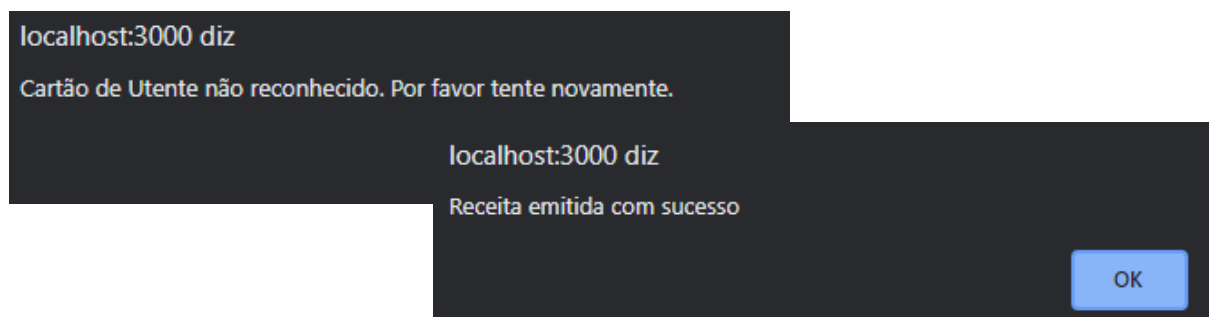 localhost:3000 diz
Cartão de Utente não reconhecido. Por favor tente novamente.
localhost:3000 diz
Receita emitida com sucesso
OK